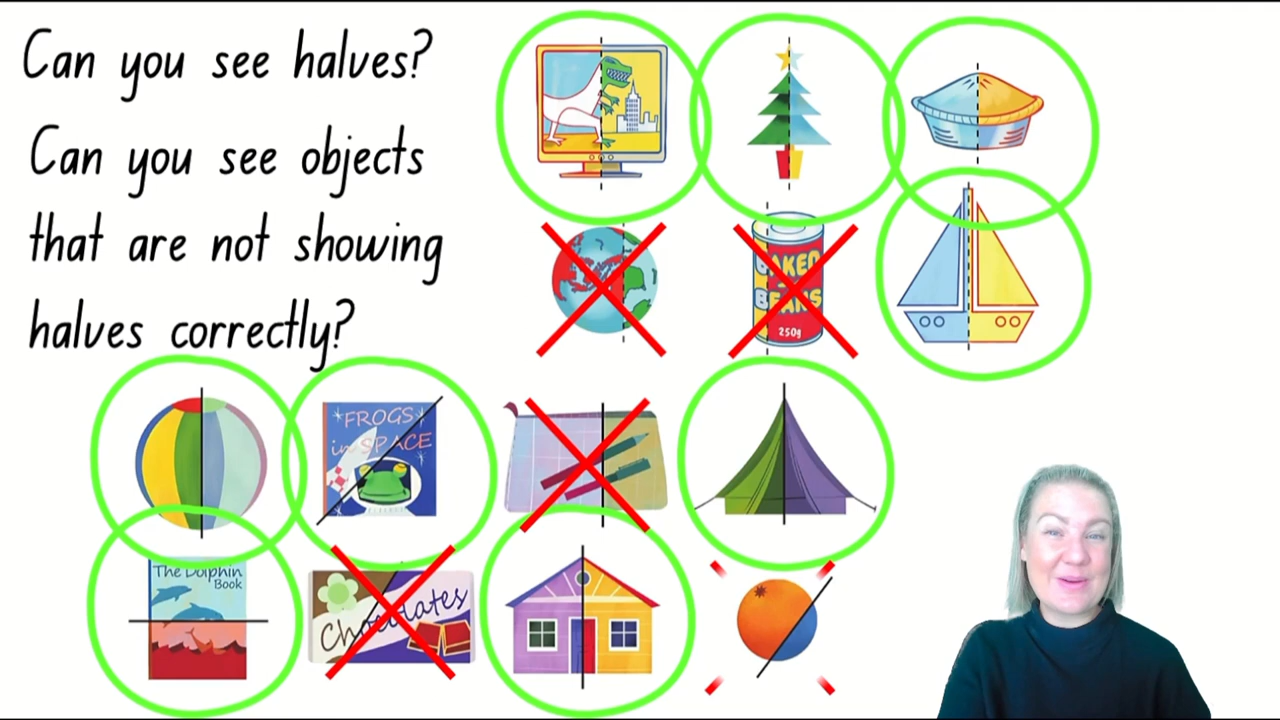 Can you see halves?
Can you see objects
that are not showing
halves correctly?
BAKED
BEANS
250g
FROGS
in SPACE
The Dolphin
Book
Chocolates